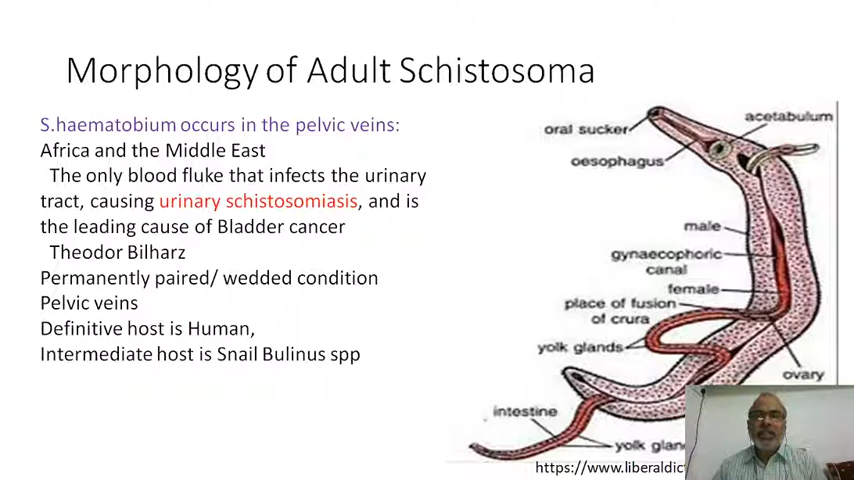 Morphology of Adult Schistosoma
S.haematobium occurs in the pelvic veins:
Africa and the Middle East
The only blood fluke that infects the urinary
tract, causing urinary schistosomiasis, and is
the leading cause of Bladder cancer
Theodor Bilharz
Permanently paired/ wedded condition
Pelvic veins
Definitive host is Human,
Intermediate host is Snail Bulinus spp
oral sucker
acetabulum
oesophagus
male
gynaecophoric
canal
female
place of fusion
of crura
yolk glands
ovary
intestine
yolk glan
https://www.liberaldict